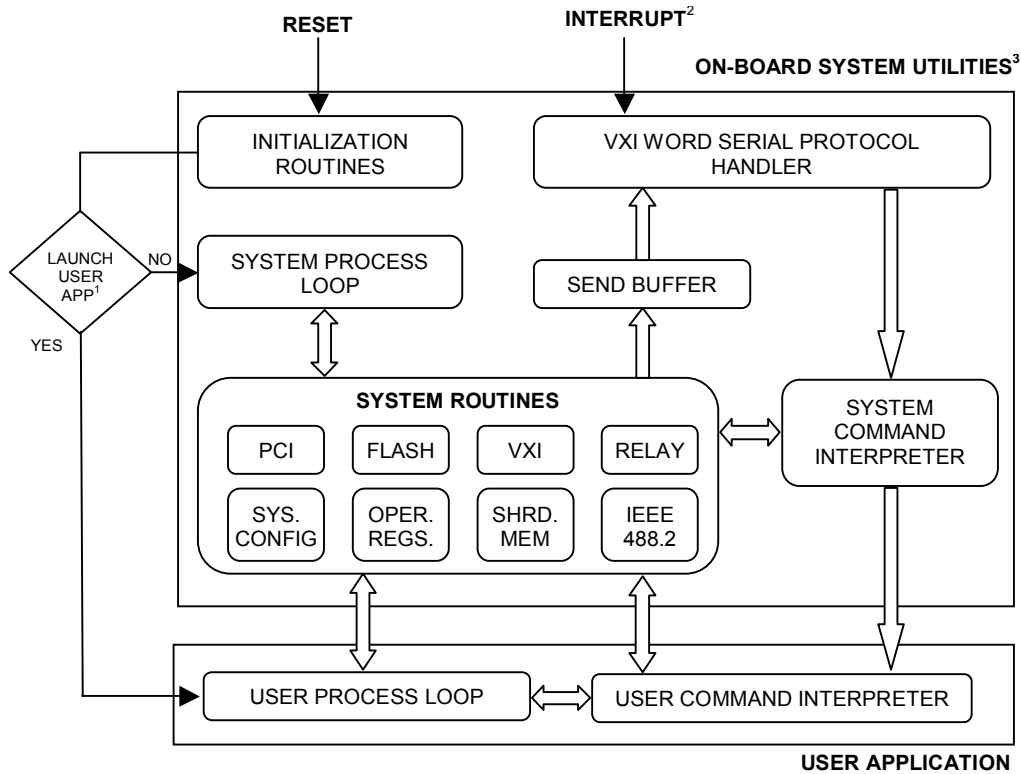 RESET
INTERRUPT²
ON-BOARD SYSTEM UTILITIES³
INITIALIZATION
ROUTINES
VXI WORD SERIAL PROTOCOL
HANDLER
LAUNCH
USER
APP¹
NO
YES
SYSTEM PROCESS
LOOP
SEND BUFFER
SYSTEM ROUTINES
PCI
FLASH
VXI
RELAY
SYS.
CONFIG
OPER.
REGS.
SHRD.
MEM
IEEE
488.2
SYSTEM
COMMAND
INTERPRETER
USER PROCESS LOOP
USER COMMAND INTERPRETER
USER APPLICATION